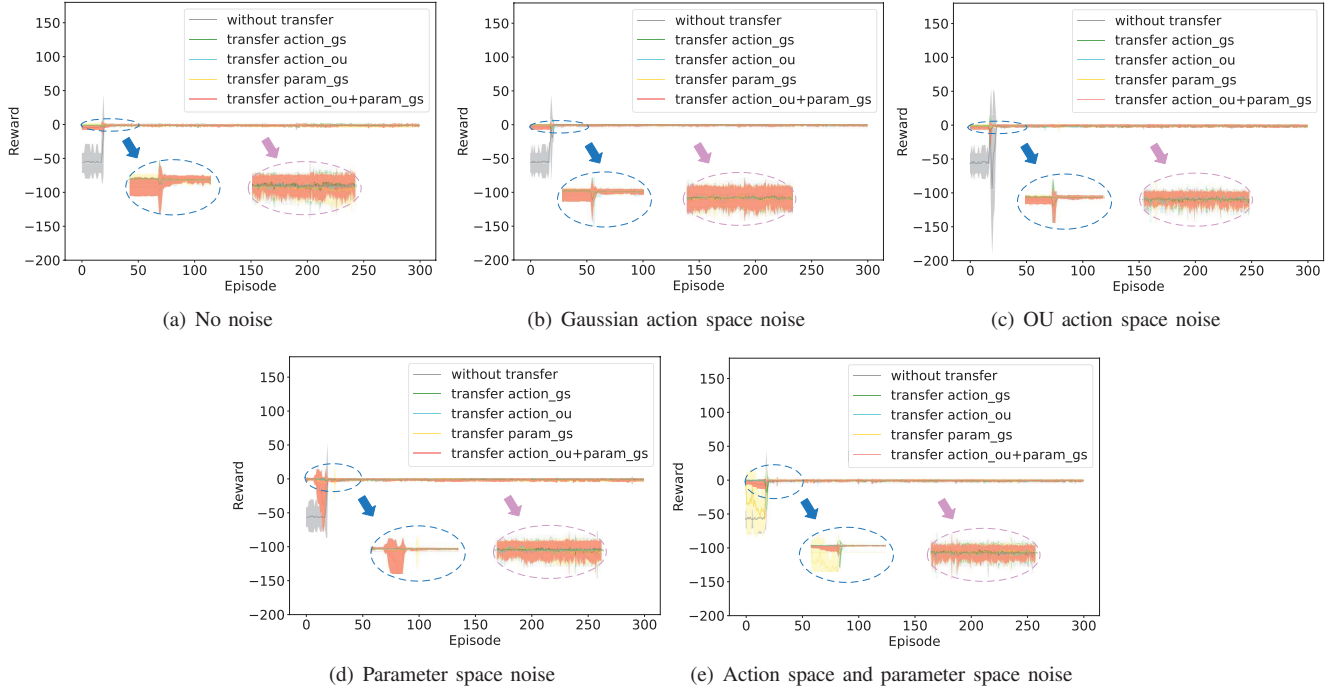 150
100
50
0
−50
−100
−150
−200
Reward
without transfer
transfer action_gs
transfer action_ou
transfer param_gs
transfer action_ou+param_gs
0 50 100 150 200 250 300
Episode
(a) No noise
150
100
50
0
−50
−100
−150
−200
Reward
without transfer
transfer action_gs
transfer action_ou
transfer param_gs
transfer action_ou+param_gs
0 50 100 150 200 250 300
Episode
(b) Gaussian action space noise
150
100
50
0
−50
−100
−150
−200
Reward
without transfer
transfer action_gs
transfer action_ou
transfer param_gs
transfer action_ou+param_gs
0 50 100 150 200 250 300
Episode
(c) OU action space noise
150
100
50
0
−50
−100
−150
−200
Reward
without transfer
transfer action_gs
transfer action_ou
transfer param_gs
transfer action_ou+param_gs
0 50 100 150 200 250 300
Episode
(d) Parameter space noise
150
100
50
0
−50
−100
−150
−200
Reward
without transfer
transfer action_gs
transfer action_ou
transfer param_gs
transfer action_ou+param_gs
0 50 100 150 200 250 300
Episode
(e) Action space and parameter space noise